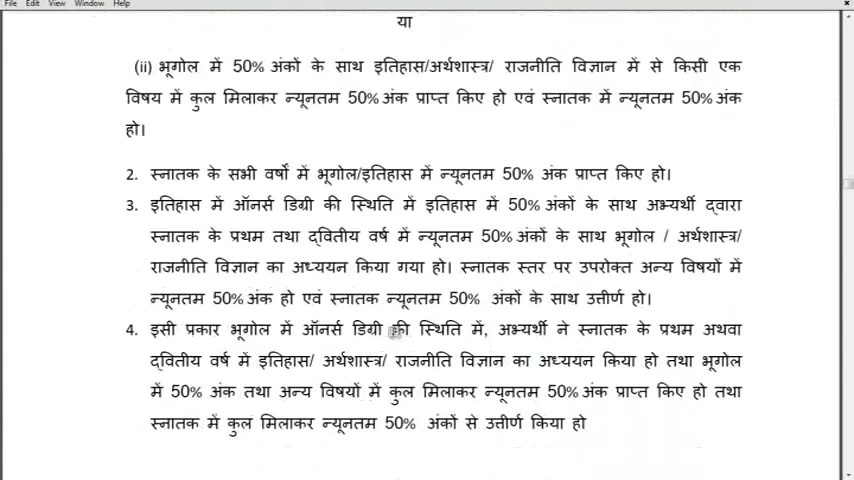 File Edit View Window Help
या
(ii) भूगोल में 50% अंकों के साथ इतिहास/अर्थशास्त्र/ राजनीति विज्ञान में से किसी एक
विषय में कुल मिलाकर न्यूनतम 50% अंक प्राप्त किए हो एवं स्नातक में न्यूनतम 50% अंक
हो।
2. स्नातक के सभी वर्षों में भूगोल/इतिहास में न्यूनतम 50% अंक प्राप्त किए हो।
3. इतिहास में ऑनर्स डिग्री की स्थिति में इतिहास में 50% अंकों के साथ अभ्यर्थी द्वारा
स्नातक के प्रथम तथा द्वितीय वर्ष में न्यूनतम 50% अंकों के साथ भूगोल / अर्थशास्त्र/
राजनीति विज्ञान का अध्ययन किया गया हो। स्नातक स्तर पर उपरोक्त अन्य विषयों में
न्यूनतम 50% अंक हो एवं स्नातक न्यूनतम 50% अंकों के साथ उत्तीर्ण हो।
4. इसी प्रकार भूगोल में ऑनर्स डिग्री की स्थिति में, अभ्यर्थी ने स्नातक के प्रथम अथवा
द्वितीय वर्ष में इतिहास/ अर्थशास्त्र/ राजनीति विज्ञान का अध्ययन किया हो तथा भूगोल
में 50% अंक तथा अन्य विषयों में कुल मिलाकर न्यूनतम 50% अंक प्राप्त किए हो तथा
स्नातक में कुल मिलाकर न्यूनतम 50% अंकों से उत्तीर्ण किया हो